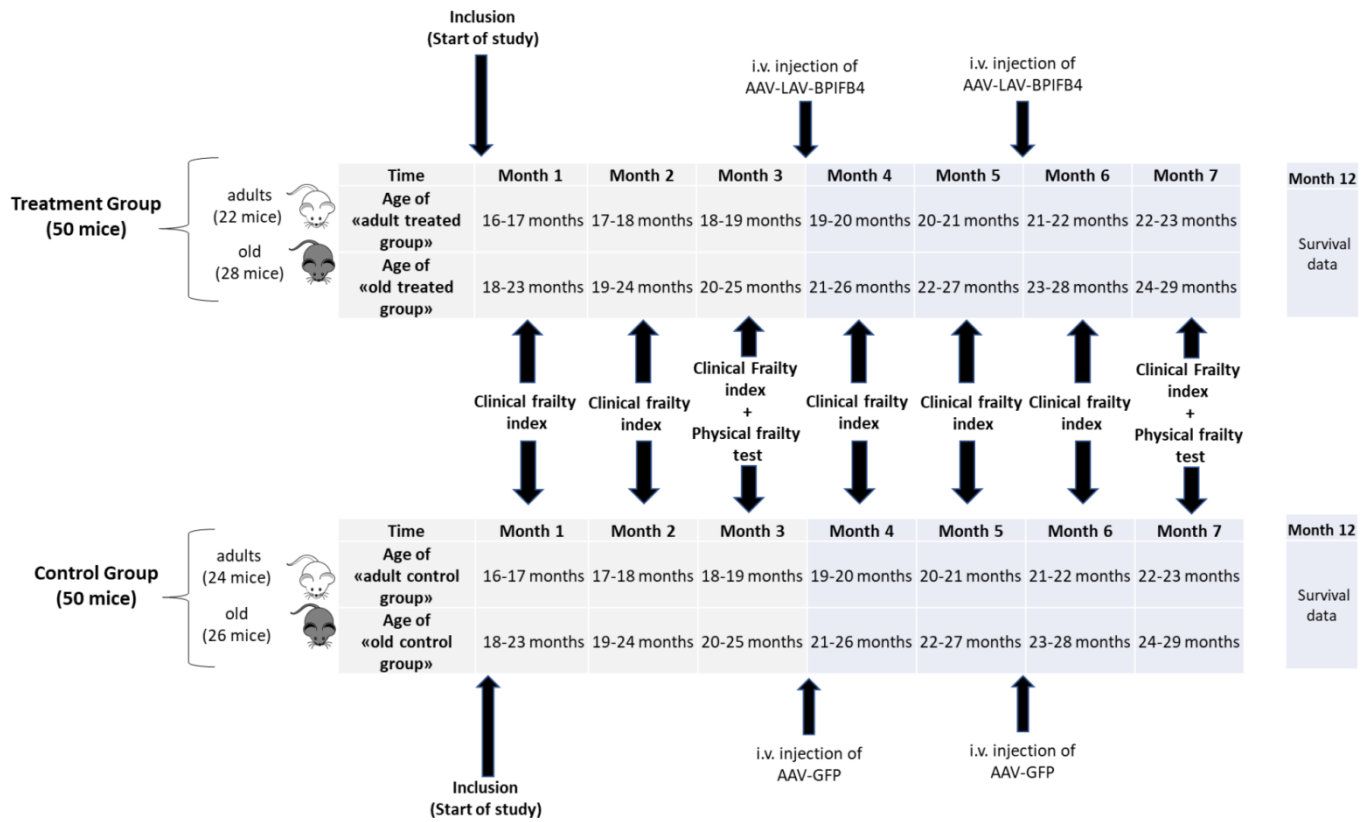 Inclusion
(Start of study)
i.v. injection of
AAV-LAV-BPIFB4
i.v. injection of
AAV-LAV-BPIFB4
Treatment Group
(50 mice)
adults
(22 mice)
old
(28 mice)
Time Month 1 Month 2 Month 3 Month 4 Month 5 Month 6 Month 7
Age of
«adult treated
group»
16-17 months 17-18 months 18-19 months 19-20 months 20-21 months 21-22 months 22-23 months
Age of
«old treated
group»
18-23 months 19-24 months 20-25 months 21-26 months 22-27 months 23-28 months 24-29 months
Month 12
Survival
data
Clinical frailty
index
Clinical frailty
index
Clinical Frailty
index
+
Physical frailty
test
Clinical frailty
index
Clinical frailty
index
Clinical frailty
index
Clinical Frailty
index
+
Physical frailty
test
Control Group
(50 mice)
adults
(24 mice)
old
(26 mice)
Time Month 1 Month 2 Month 3 Month 4 Month 5 Month 6 Month 7
Age of
«adult control
group»
16-17 months 17-18 months 18-19 months 19-20 months 20-21 months 21-22 months 22-23 months
Age of
«old control
group»
18-23 months 19-24 months 20-25 months 21-26 months 22-27 months 23-28 months 24-29 months
Month 12
Survival
data
Inclusion
(Start of study)
i.v. injection of
AAV-GFP
i.v. injection of
AAV-GFP